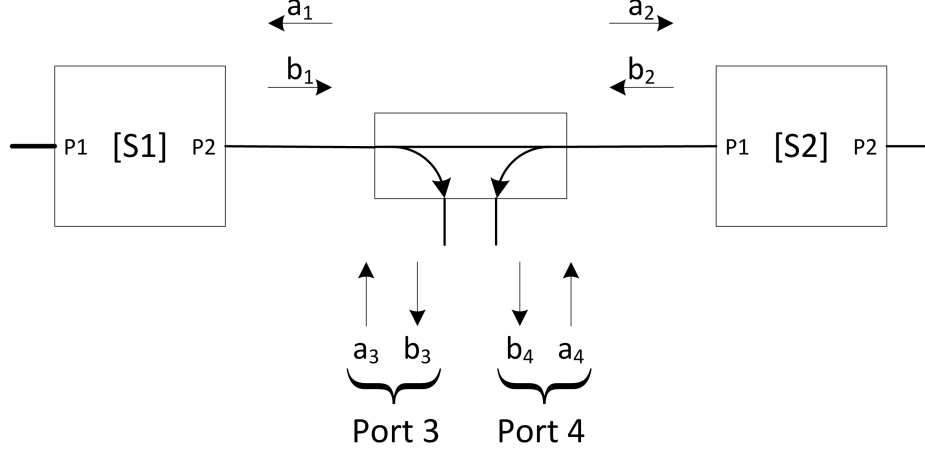 a₁ a₂
b₁ b₂
P1 [S1] P2 P1 [S2] P2
a₃ b₃ b₄ a₄
Port 3 Port 4